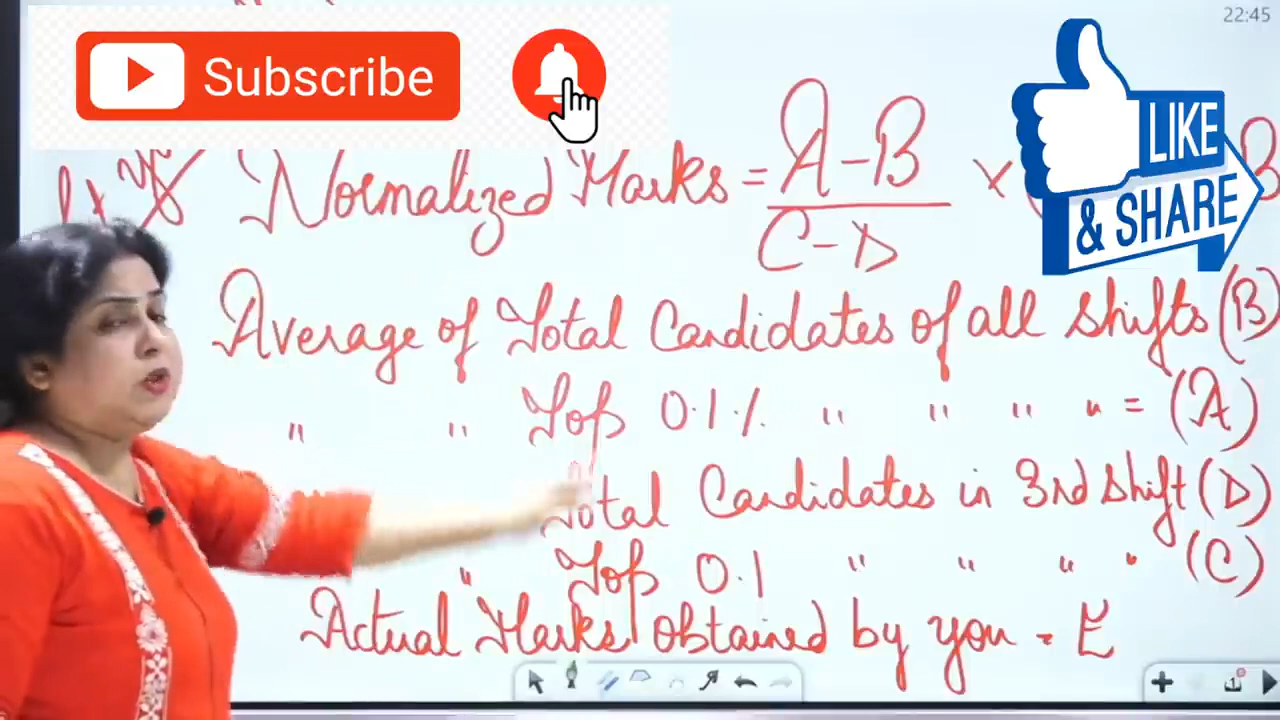 22:45
Subscribe
LIKE
& SHARE
Normalized Marks = A-B / C-D × ( B
Average of Total Candidates of all Shifts (B)
" " Top 0.1% " " " " = (A)
Total Candidates in 3rd Shift (D)
" Top 0.1 " " " " (C)
Actual Marks obtained by you = E